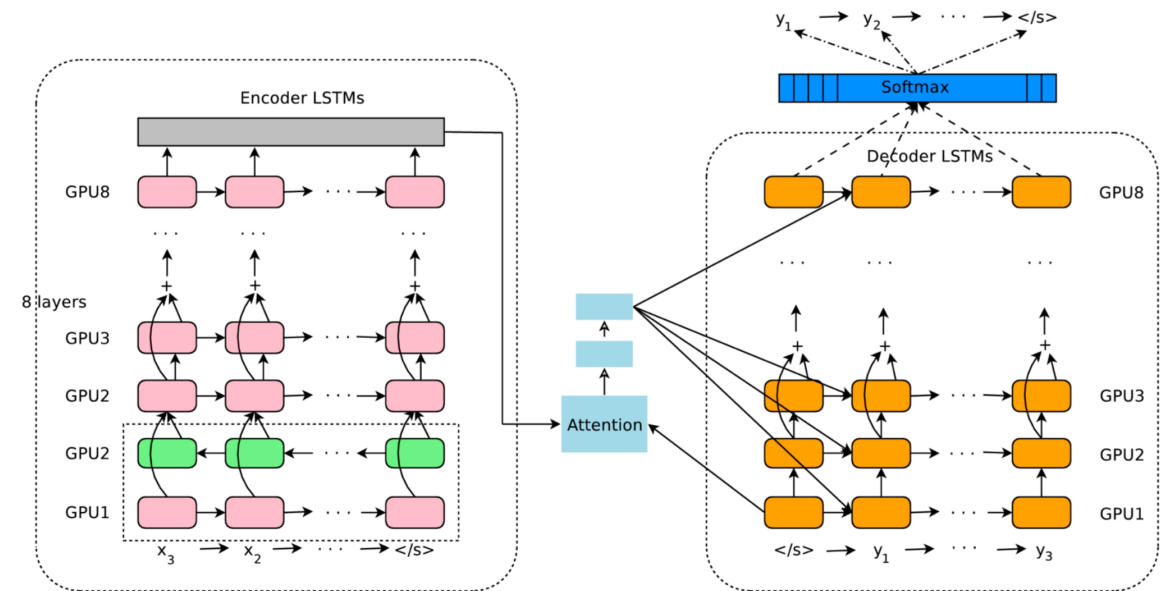 y1 y2 · · · </s>
Softmax
Encoder LSTMs
Decoder LSTMs
GPU8 · · · · · · GPU8
· · · · · · · · · · · · · · · · · ·
+ + +
8 layers
GPU3 · · ·
+ + +
GPU2 · · · · · · GPU3
Attention
GPU2 · · · · · · GPU2
GPU1 · · · · · · GPU1
x3 x2 · · · </s>
</s> y1 · · · y3